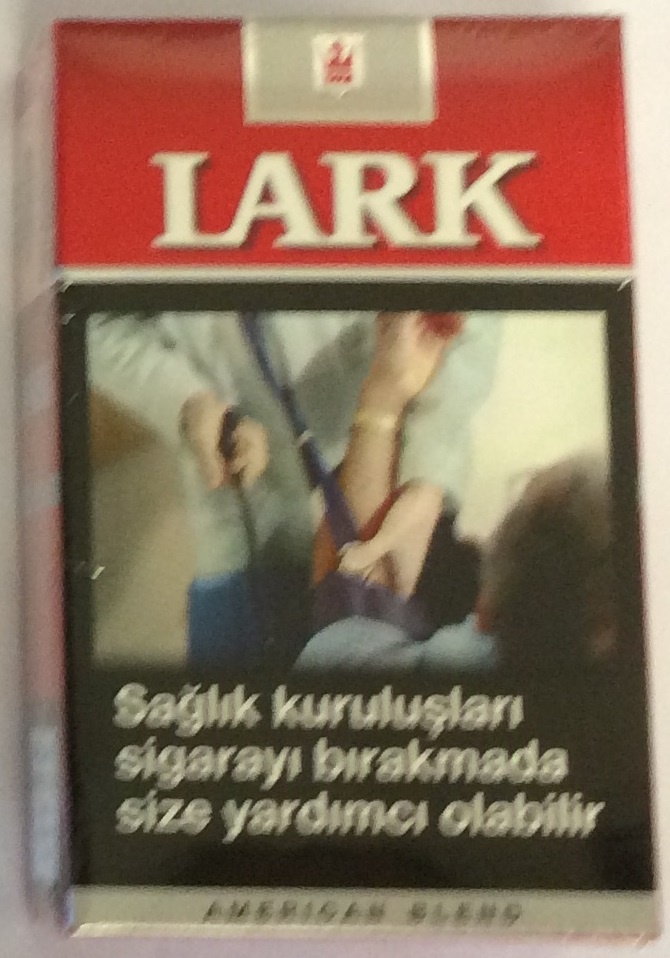 LARK
Sağlık kuruluşları
sigarayı bırakmada
size yardımcı olabilir
AMERICAN BLEND